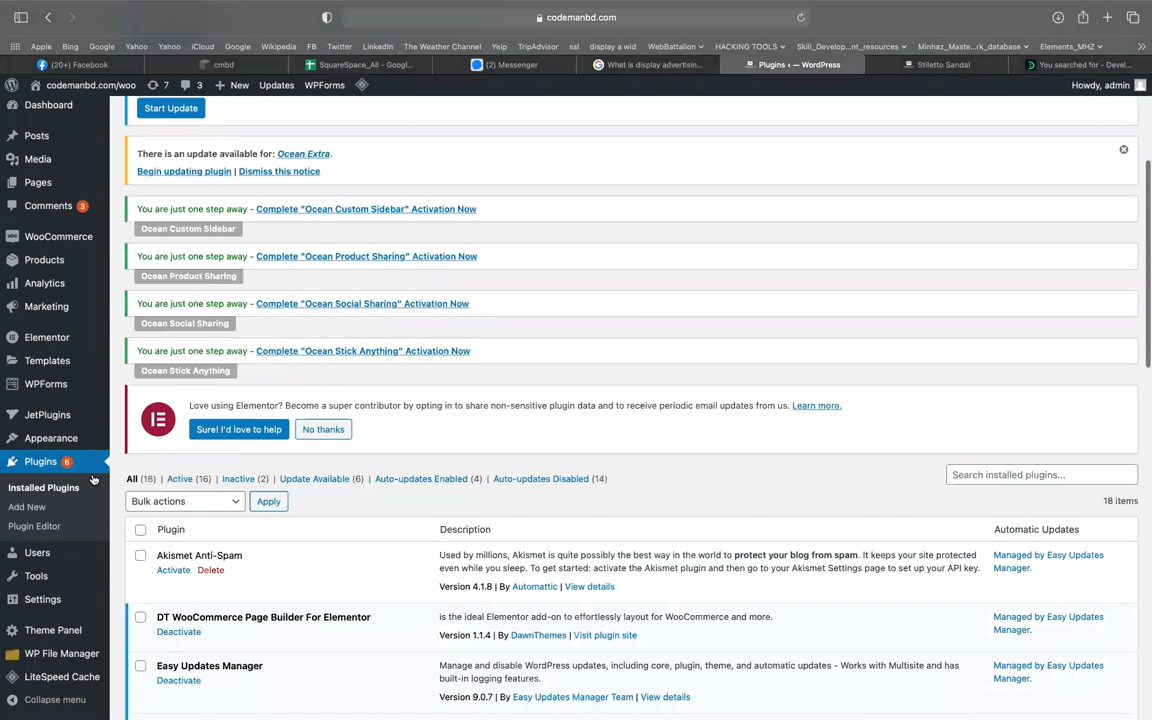 codemanbd.com
Apple Bing Google Yahoo Yahoo iCloud Google Wikipedia FB Twitter LinkedIn The Weather Channel Yelp TripAdvisor ssl display a wid WebBattalion HACKING TOOLS Skill_Develop...nt_resources Minhaz_Maste...rk_database Elements_MHZ
(20+) Facebook cmbd SquareSpace_All - Googl... Messenger What is display advertisin... Plugins ‹ — WordPress Stiletto Sandal You searched for - Devel...
codemanbd.com/woo 7 3 + New Updates WPForms Howdy, admin
Dashboard
Posts
Media
Pages
Comments 3
WooCommerce
Products
Analytics
Marketing
Elementor
Templates
WPForms
JetPlugins
Appearance
Plugins 6
Installed Plugins
Add New
Plugin Editor
Users
Tools
Settings
Theme Panel
WP File Manager
LiteSpeed Cache
Collapse menu
Start Update
There is an update available for: Ocean Extra.
Begin updating plugin | Dismiss this notice
You are just one step away - Complete "Ocean Custom Sidebar" Activation Now
Ocean Custom Sidebar
You are just one step away - Complete "Ocean Product Sharing" Activation Now
Ocean Product Sharing
You are just one step away - Complete "Ocean Social Sharing" Activation Now
Ocean Social Sharing
You are just one step away - Complete "Ocean Stick Anything" Activation Now
Ocean Stick Anything
Love using Elementor? Become a super contributor by opting in to share non-sensitive plugin data and to receive periodic email updates from us. Learn more.
Sure! I'd love to help No thanks
All (18) | Active (16) | Inactive (2) | Update Available (6) | Auto-updates Enabled (4) | Auto-updates Disabled (14)
Search installed plugins...
Bulk actions Apply
18 items
Plugin Description Automatic Updates
Akismet Anti-Spam
Activate Delete
Used by millions, Akismet is quite possibly the best way in the world to protect your blog from spam. It keeps your site protected
even while you sleep. To get started: activate the Akismet plugin and then go to your Akismet Settings page to set up your API key.
Version 4.1.8 | By Automattic | View details
Managed by Easy Updates
Manager.
DT WooCommerce Page Builder For Elementor
Deactivate
is the ideal Elementor add-on to effortlessly layout for WooCommerce and more.
Version 1.1.4 | By DawnThemes | Visit plugin site
Managed by Easy Updates
Manager.
Easy Updates Manager
Deactivate
Manage and disable WordPress updates, including core, plugin, theme, and automatic updates - Works with Multisite and has
built-in logging features.
Version 9.0.7 | By Easy Updates Manager Team | View details
Managed by Easy Updates
Manager.